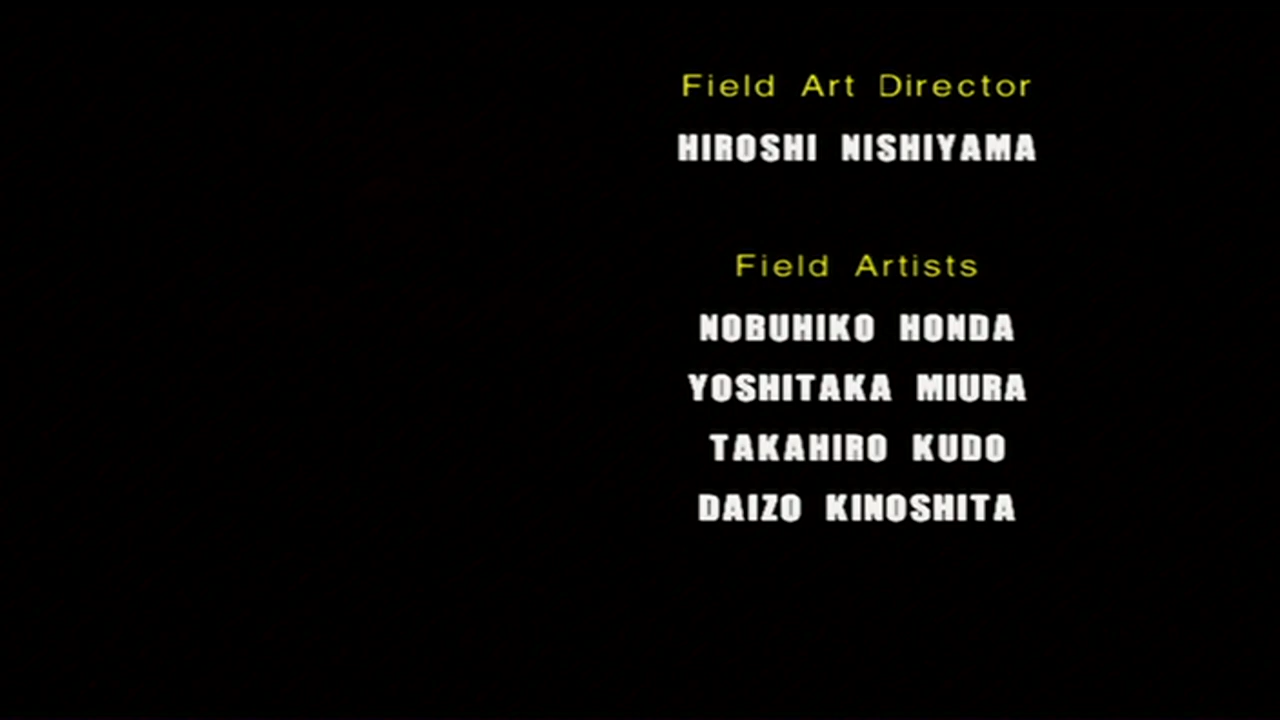 Field Art Director
HIROSHI NISHIYAMA
Field Artists
NOBUHIKO HONDA
YOSHITAKA MIURA
TAKAHIRO KUDO
DAIZO KINOSHITA